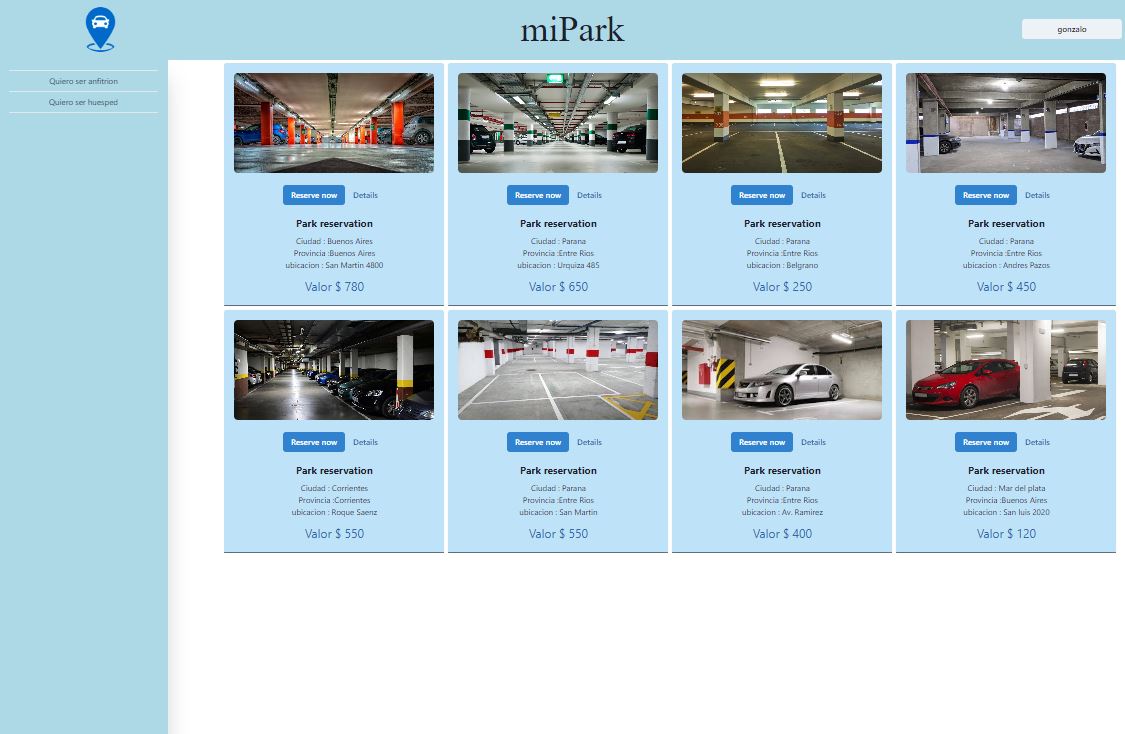 miPark
gonzalo
Quiero ser anfitrion
Quiero ser huesped
Reserve now Details
Park reservation
Ciudad : Buenos Aires
Provincia :Buenos Aires
ubicacion : San Martin 4800
Valor $ 780
Reserve now Details
Park reservation
Ciudad : Parana
Provincia :Entre Rios
ubicacion : Urquiza 485
Valor $ 650
Reserve now Details
Park reservation
Ciudad : Parana
Provincia :Entre Rios
ubicacion : Belgrano
Valor $ 250
Reserve now Details
Park reservation
Ciudad : Parana
Provincia :Entre Rios
ubicacion : Andres Pazos
Valor $ 450
Reserve now Details
Park reservation
Ciudad : Corrientes
Provincia :Corrientes
ubicacion : Roque Saenz
Valor $ 550
Reserve now Details
Park reservation
Ciudad : Parana
Provincia :Entre Rios
ubicacion : San Martin
Valor $ 550
Reserve now Details
Park reservation
Ciudad : Parana
Provincia :Entre Rios
ubicacion : Av. Ramirez
Valor $ 400
Reserve now Details
Park reservation
Ciudad : Mar del plata
Provincia :Buenos Aires
ubicacion : San luis 2020
Valor $ 120